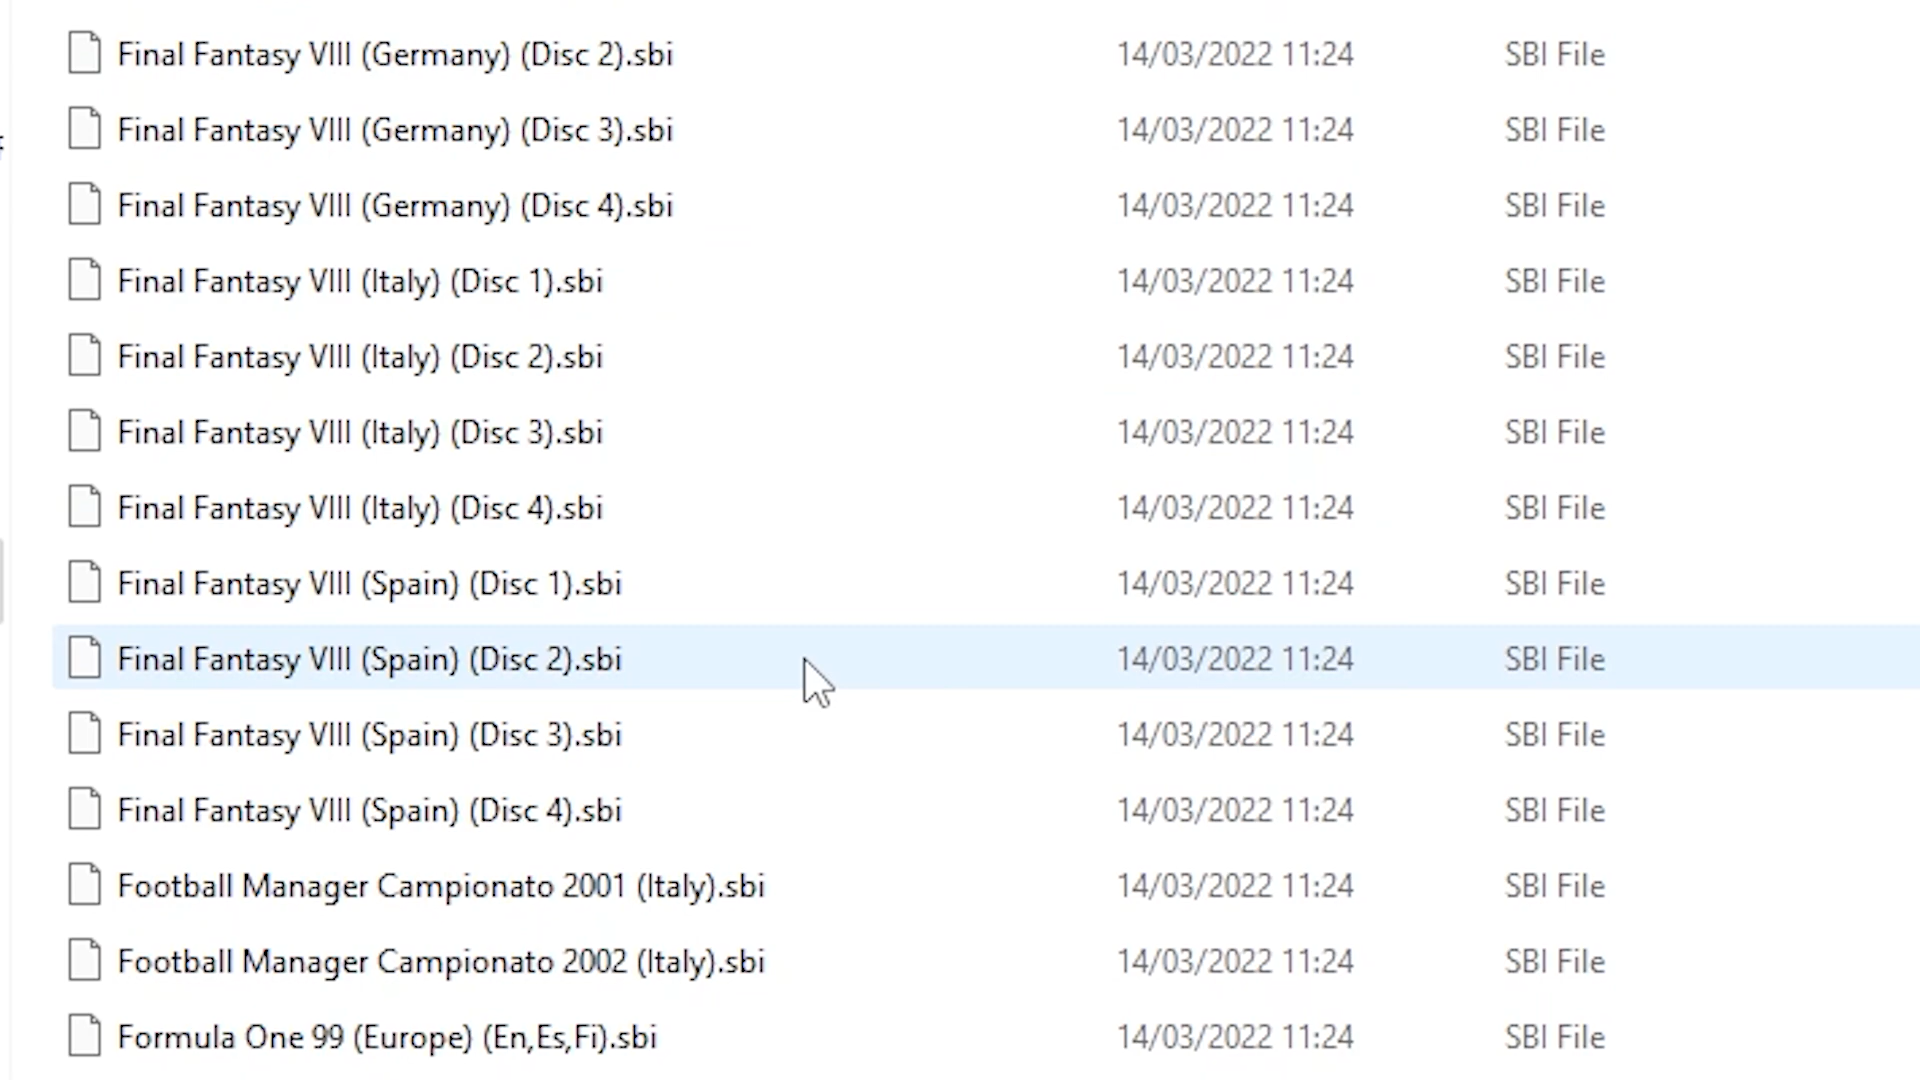 Final Fantasy VIII (Germany) (Disc 2).sbi 14/03/2022 11:24 SBI File
Final Fantasy VIII (Germany) (Disc 3).sbi 14/03/2022 11:24 SBI File
Final Fantasy VIII (Germany) (Disc 4).sbi 14/03/2022 11:24 SBI File
Final Fantasy VIII (Italy) (Disc 1).sbi 14/03/2022 11:24 SBI File
Final Fantasy VIII (Italy) (Disc 2).sbi 14/03/2022 11:24 SBI File
Final Fantasy VIII (Italy) (Disc 3).sbi 14/03/2022 11:24 SBI File
Final Fantasy VIII (Italy) (Disc 4).sbi 14/03/2022 11:24 SBI File
Final Fantasy VIII (Spain) (Disc 1).sbi 14/03/2022 11:24 SBI File
Final Fantasy VIII (Spain) (Disc 2).sbi 14/03/2022 11:24 SBI File
Final Fantasy VIII (Spain) (Disc 3).sbi 14/03/2022 11:24 SBI File
Final Fantasy VIII (Spain) (Disc 4).sbi 14/03/2022 11:24 SBI File
Football Manager Campionato 2001 (Italy).sbi 14/03/2022 11:24 SBI File
Football Manager Campionato 2002 (Italy).sbi 14/03/2022 11:24 SBI File
Formula One 99 (Europe) (En,Es,Fi).sbi 14/03/2022 11:24 SBI File